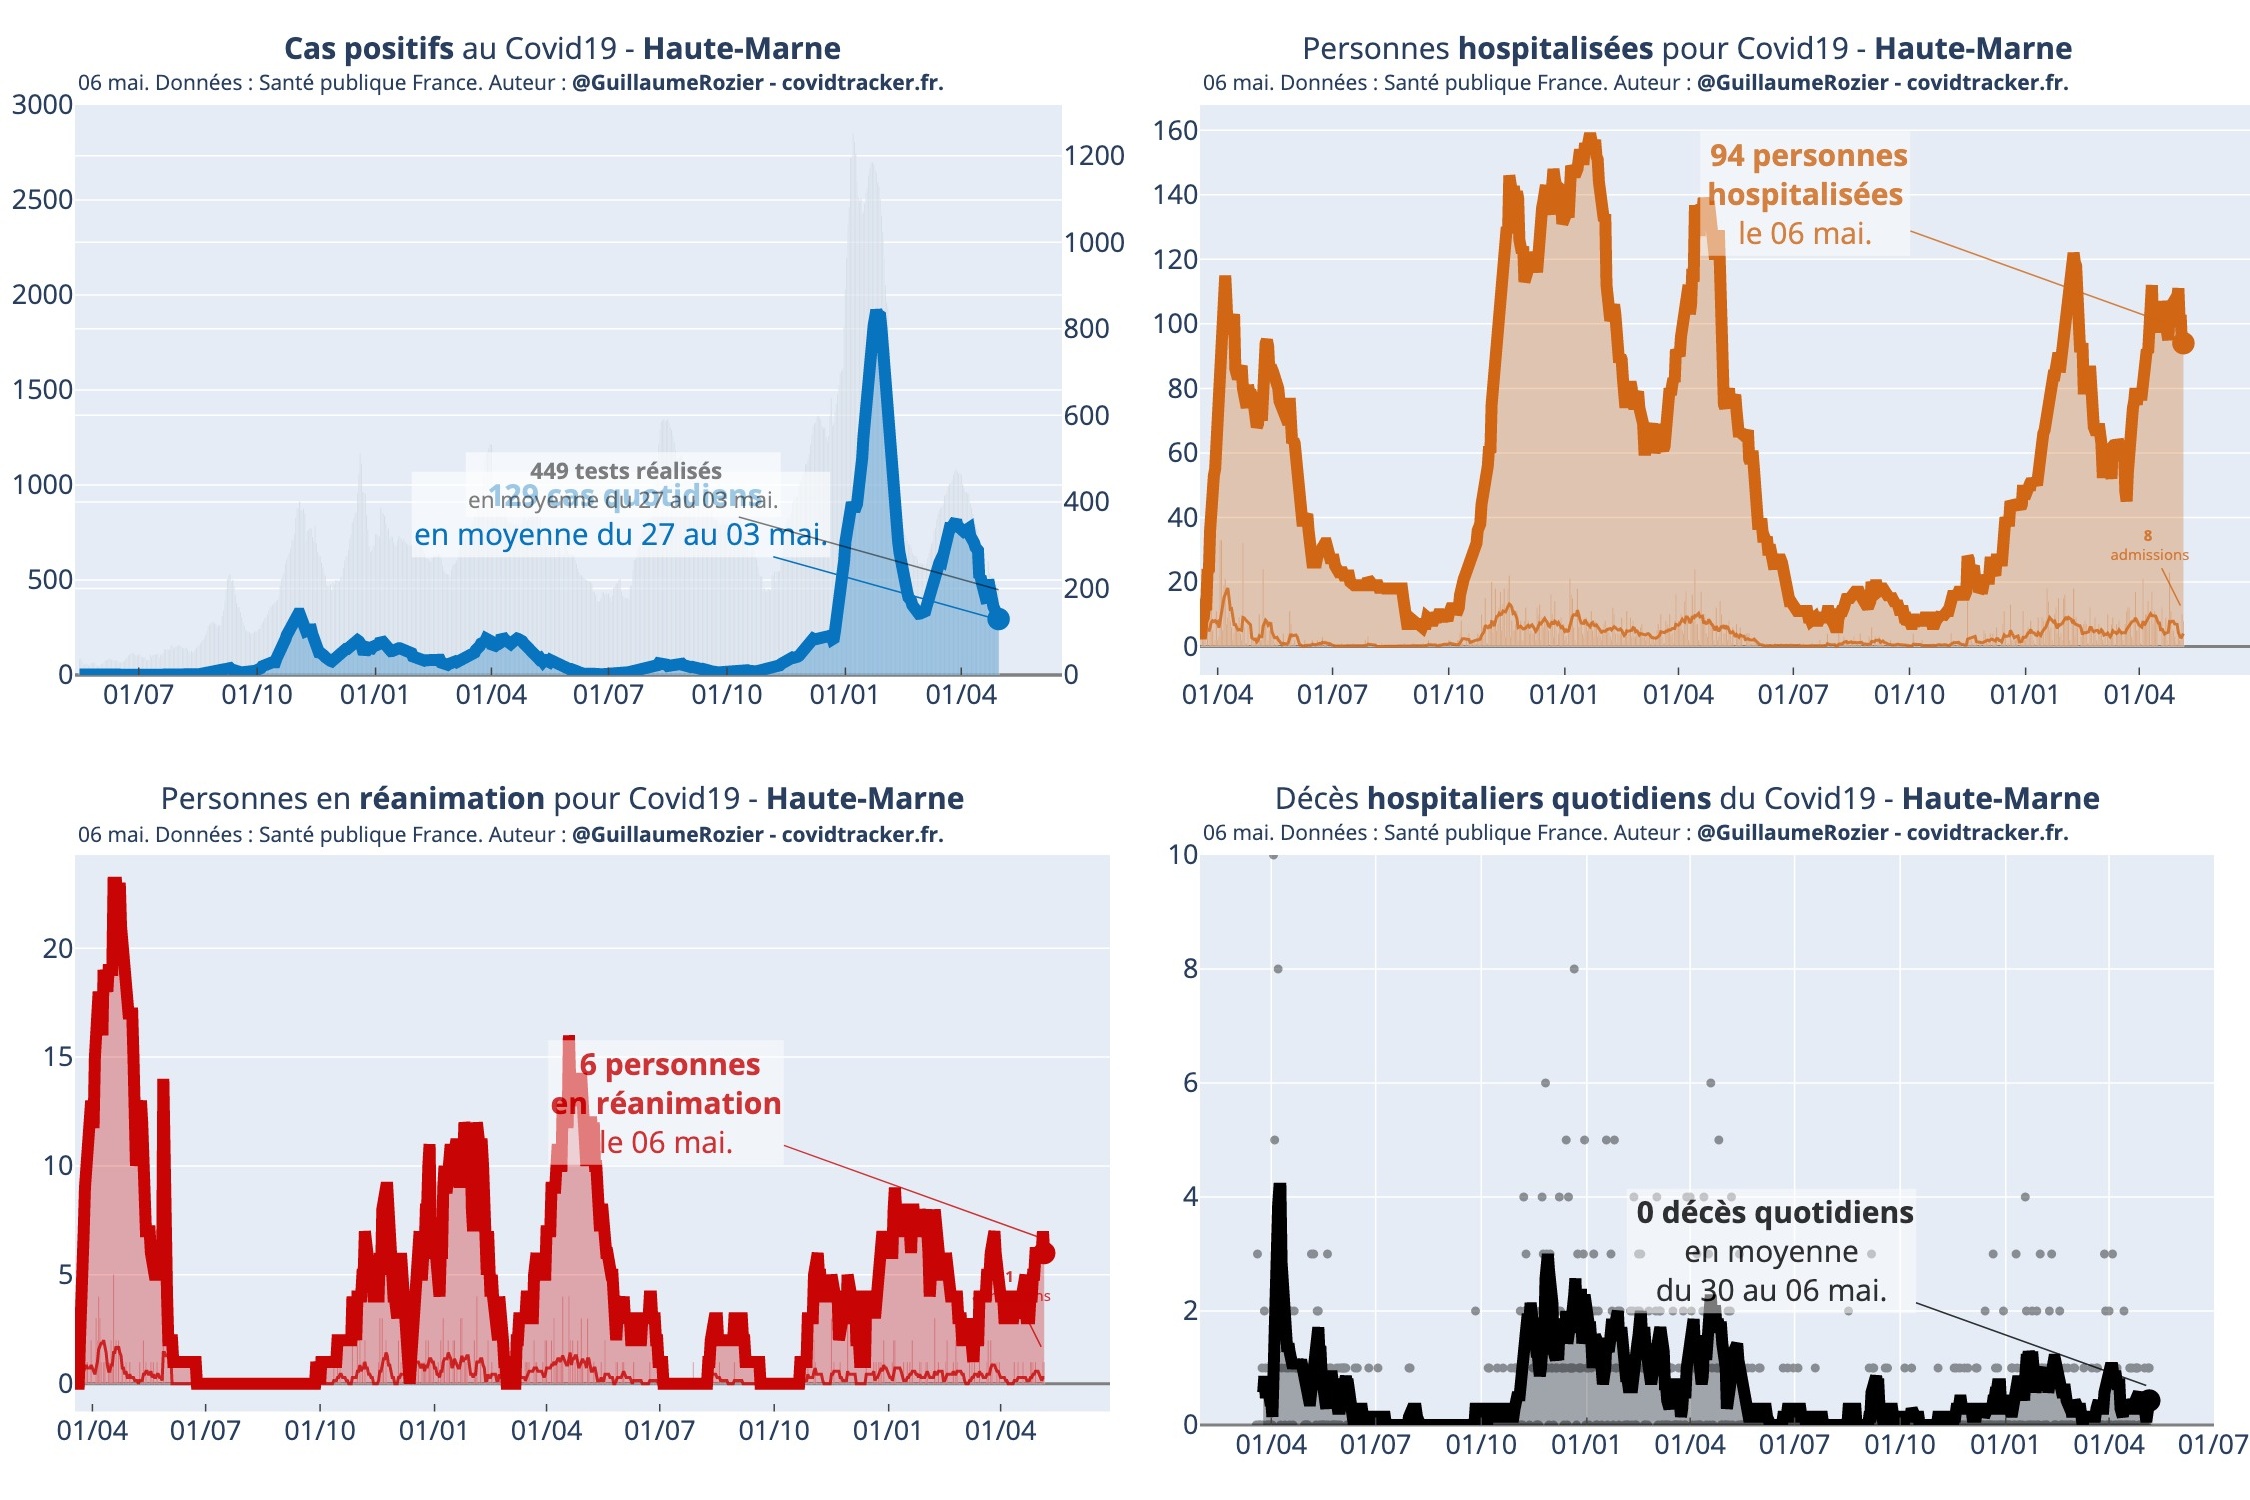 Cas positifs au Covid19 - Haute-Marne
06 mai. Données : Santé publique France. Auteur : @GuillaumeRozier - covidtracker.fr.
3000
2500
2000
1500
1000
500
0
1200
1000
800
600
400
200
0
449 tests réalisés
en moyenne du 27 au 03 mai.
129 cas quotidiens
en moyenne du 27 au 03 mai.
01/07 01/10 01/01 01/04 01/07 01/10 01/01 01/04
Personnes hospitalisées pour Covid19 - Haute-Marne
06 mai. Données : Santé publique France. Auteur : @GuillaumeRozier - covidtracker.fr.
160
140
120
100
80
60
40
20
0
94 personnes
hospitalisées
le 06 mai.
8
admissions
01/04 01/07 01/10 01/01 01/04 01/07 01/10 01/01 01/04
Personnes en réanimation pour Covid19 - Haute-Marne
06 mai. Données : Santé publique France. Auteur : @GuillaumeRozier - covidtracker.fr.
20
15
10
5
0
6 personnes
en réanimation
le 06 mai.
1
01/04 01/07 01/10 01/01 01/04 01/07 01/10 01/01 01/04
Décès hospitaliers quotidiens du Covid19 - Haute-Marne
06 mai. Données : Santé publique France. Auteur : @GuillaumeRozier - covidtracker.fr.
10
8
6
4
2
0
0 décès quotidiens
en moyenne
du 30 au 06 mai.
01/04 01/07 01/10 01/01 01/04 01/07 01/10 01/01 01/04 01/07